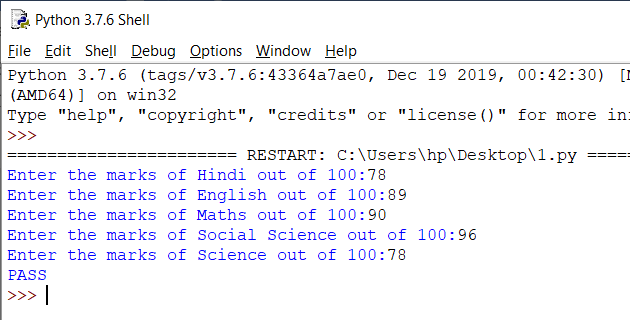 Python 3.7.6 Shell
File Edit Shell Debug Options Window Help
Python 3.7.6 (tags/v3.7.6:43364a7ae0, Dec 19 2019, 00:42:30) [
(AMD64)] on win32
Type "help", "copyright", "credits" or "license()" for more
>>>
======================= RESTART: C:\Users\hp\Desktop\1.py =====
Enter the marks of Hindi out of 100:78
Enter the marks of English out of 100:89
Enter the marks of Maths out of 100:90
Enter the marks of Social Science out of 100:96
Enter the marks of Science out of 100:78
PASS
>>>